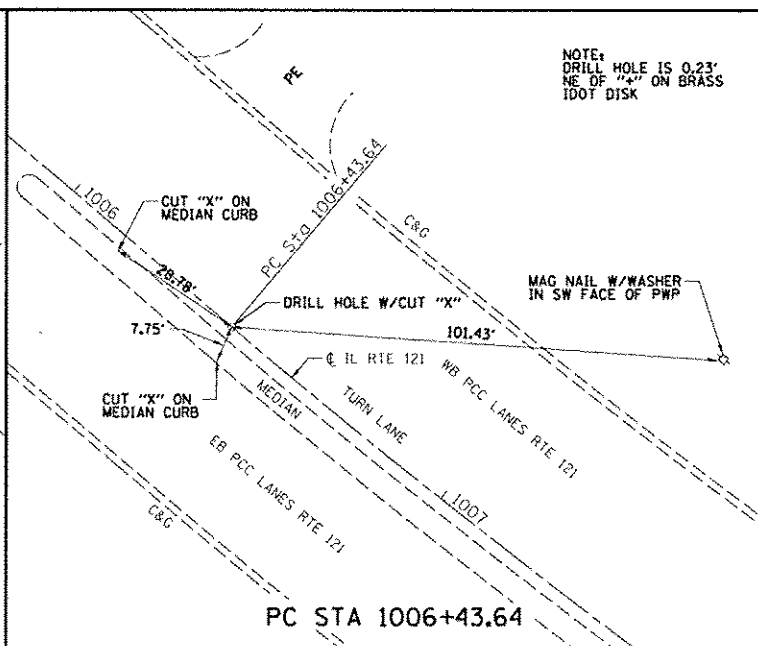 NOTE:
DRILL HOLE IS 0.23'
NE OF "+" ON BRASS
IDOT DISK
PE
PC Sta 1006+43.64
1006
CUT "X" ON
MEDIAN CURB
28.78'
C&G
MAG NAIL W/WASHER
IN SW FACE OF PWP
DRILL HOLE W/CUT "X"
7.75'
101.43'
℄ IL RTE 121
WB PCC LANES RTE 121
CUT "X" ON
MEDIAN CURB
MEDIAN
TURN LANE
EB PCC LANES RTE 121
1007
C&G
PC STA 1006+43.64